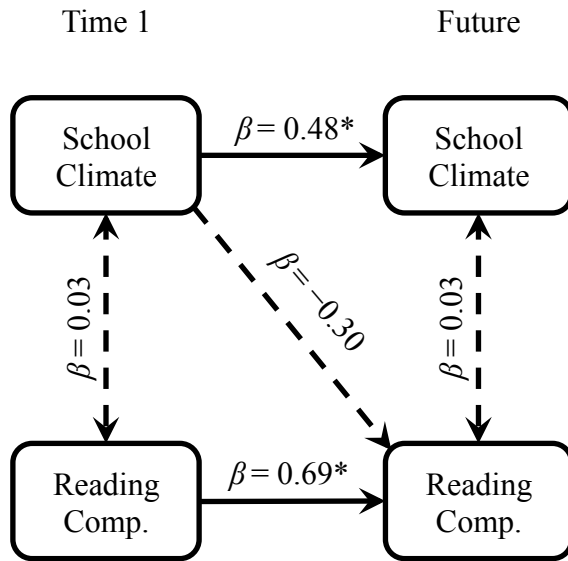 Time 1
Future
School
Climate
β = 0.48*
School
Climate
β = 0.03
β = −0.30
β = 0.03
Reading
Comp.
β = 0.69*
Reading
Comp.